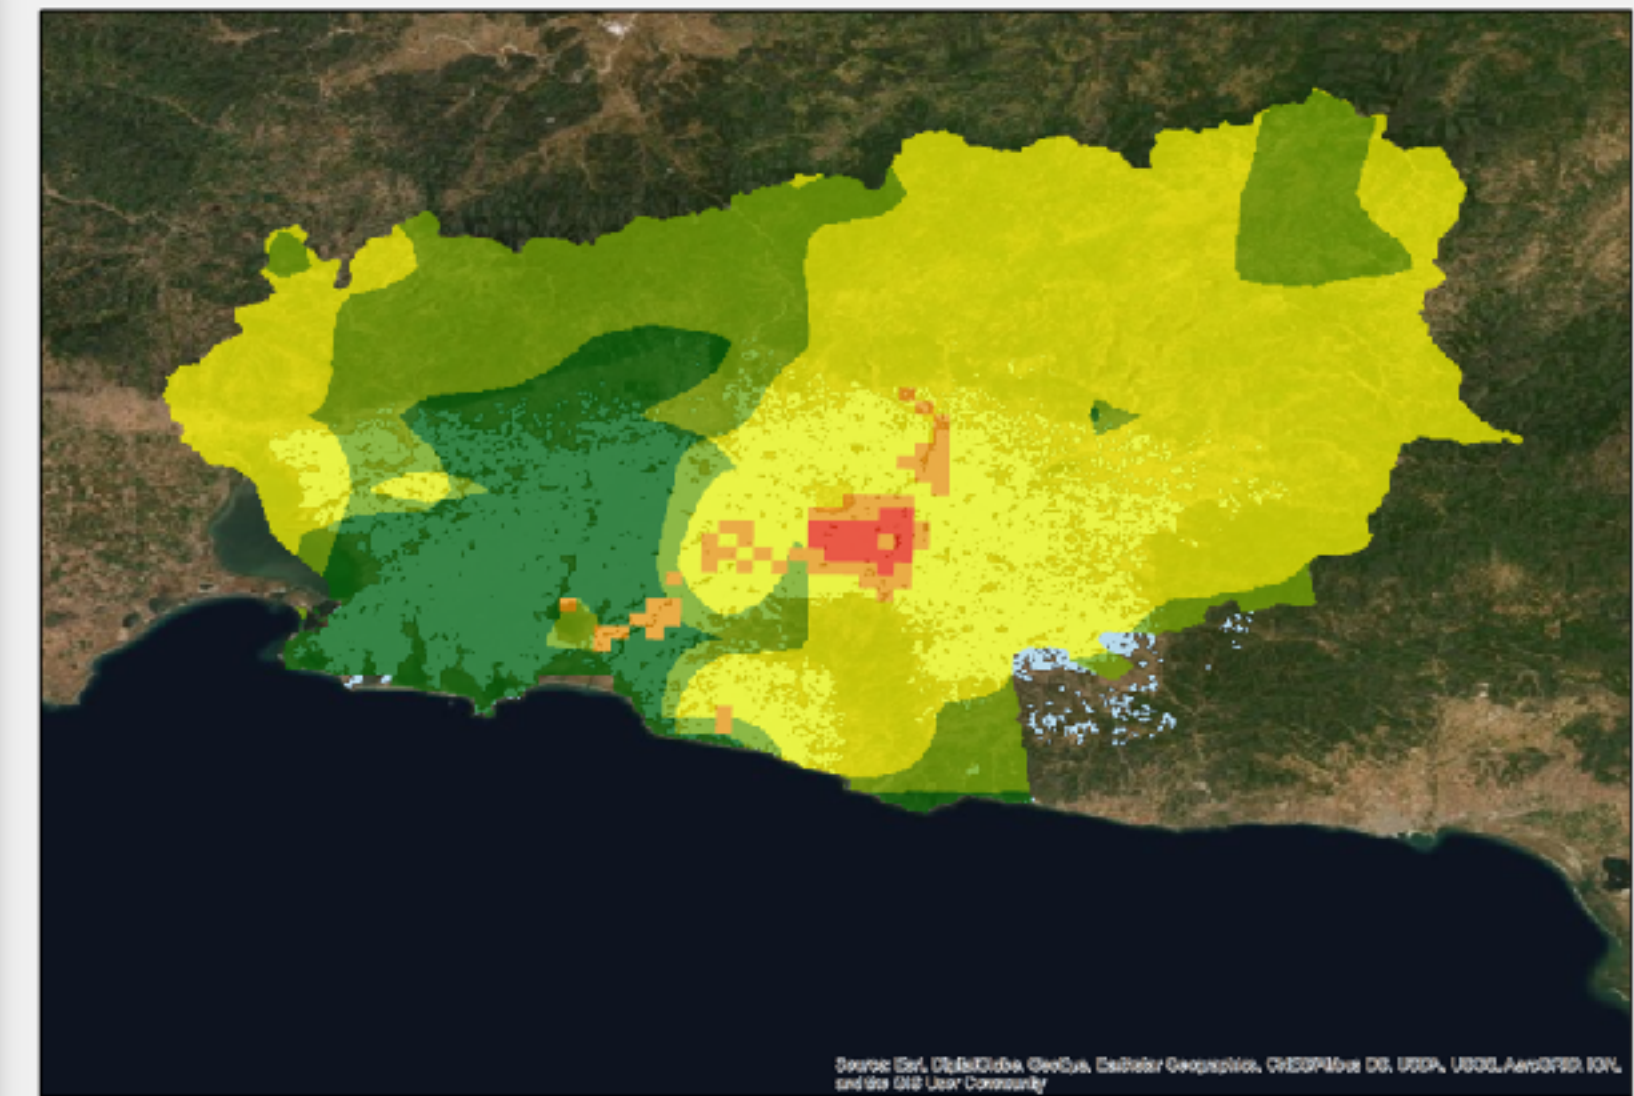 Source: Esri, DigitalGlobe, GeoEye, Earthstar Geographics, CNES/Airbus DS, USDA, USGS, AeroGRID, IGN,
and the GIS User Community